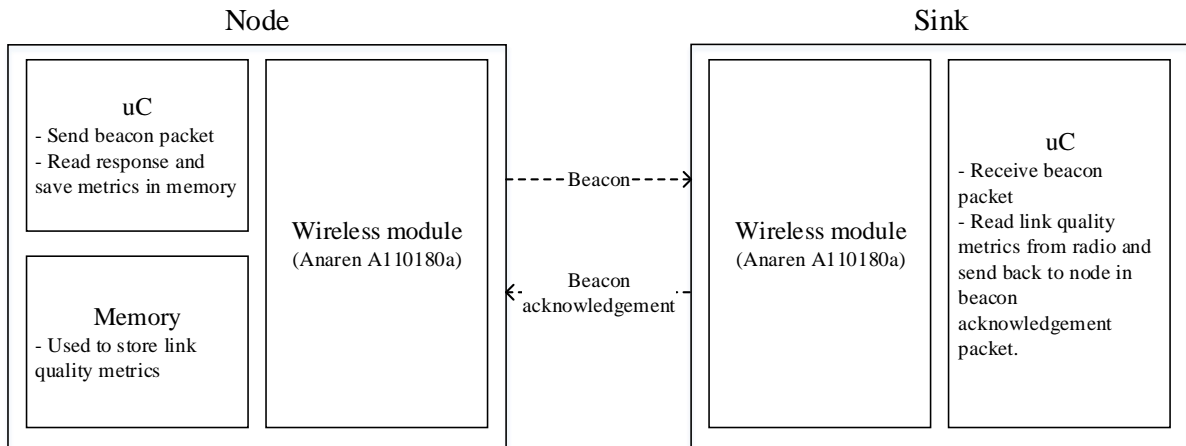 Node
uC
- Send beacon packet
- Read response and
save metrics in memory
Memory
- Used to store link
quality metrics
Wireless module
(Anaren A110180a)
Beacon
Beacon
acknowledgement
Sink
Wireless module
(Anaren A110180a)
uC
- Receive beacon
packet
- Read link quality
metrics from radio and
send back to node in
beacon
acknowledgement
packet.